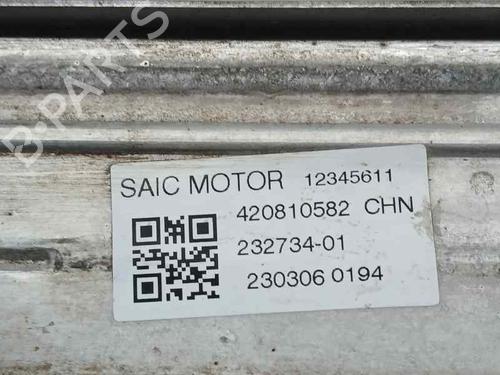 B-PARTS
SAIC MOTOR 12345611
420810582 CHN
232734-01
230306 0194